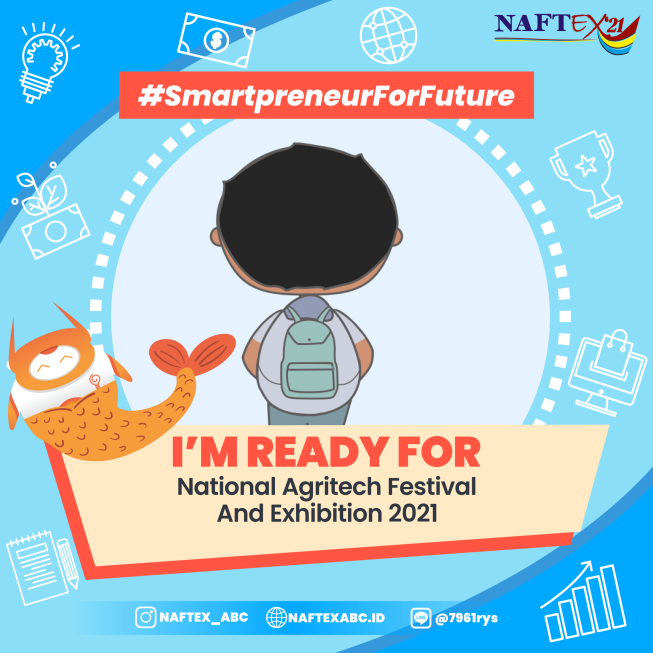 NAFTEX'21
#SmartpreneurForFuture
I'M READY FOR
National Agritech Festival
And Exhibition 2021
NAFTEX_ABC NAFTEXABC.ID @7961rys